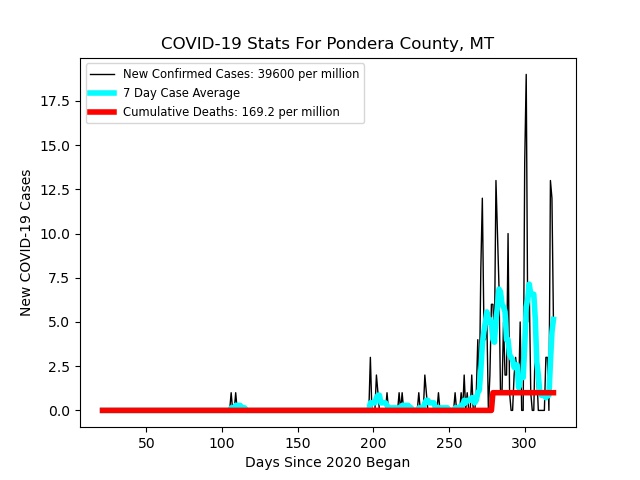 COVID-19 Stats For Pondera County, MT
New Confirmed Cases: 39600 per million
7 Day Case Average
Cumulative Deaths: 169.2 per million
New COVID-19 Cases
17.5
15.0
12.5
10.0
7.5
5.0
2.5
0.0
50 100 150 200 250 300
Days Since 2020 Began